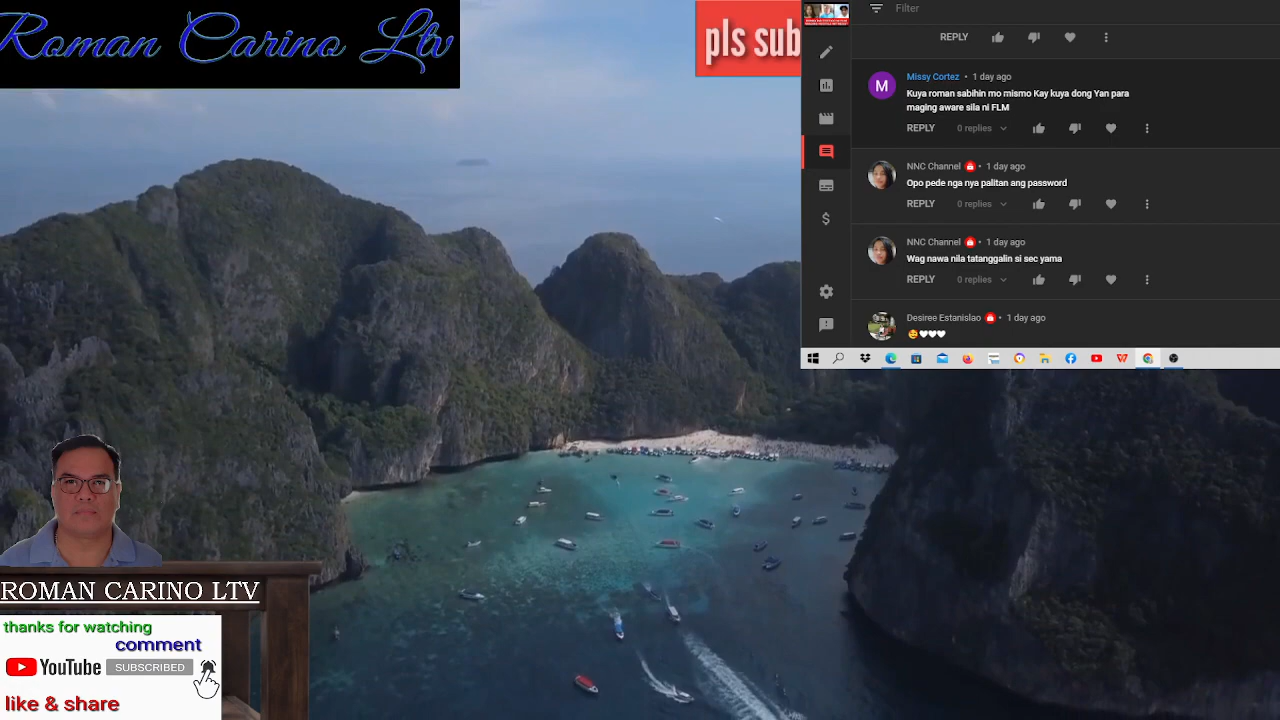 Roman Carino Ltv
pls sub
Filter
REPLY
Missy Cortez • 1 day ago
Kuya roman sabihin mo mismo Kay kuya dong Yan para
maging aware sila ni FLM
REPLY 0 replies
M
NNC Channel • 1 day ago
Opo pede nga nya palitan ang password
REPLY 0 replies
NNC Channel • 1 day ago
Wag nawa nila tatanggalin si sec yama
REPLY 0 replies
Desiree Estanislao • 1 day ago
ROMAN CARINO LTV
thanks for watching
comment
YouTube SUBSCRIBED
like & share